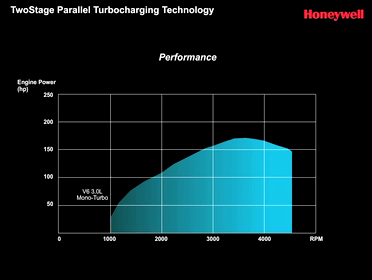 TwoStage Parallel Turbocharging Technology
Honeywell
Performance
Engine Power
(hp)
250
200
150
100
50
V6 3.0L
Mono-Turbo
0 1000 2000 3000 4000 RPM